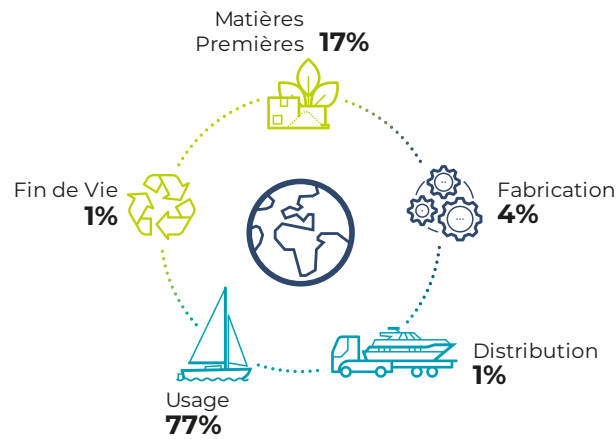 Matières
Premières 17%
Fabrication
4%
Distribution
1%
Usage
77%
Fin de Vie
1%